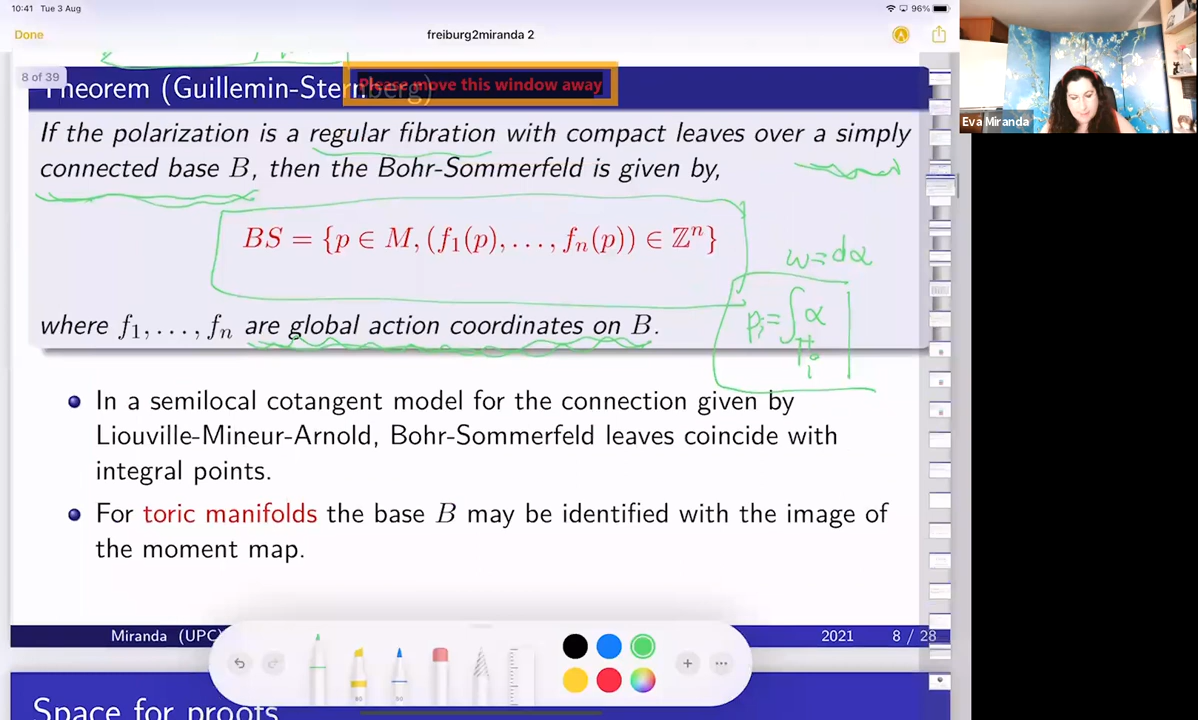 10:41 Tue 3 Aug
96%
Done
freiburg2miranda 2
8 of 39
Theorem (Guillemin-Sternberg)
Please move this window away
Eva Miranda
If the polarization is a regular fibration with compact leaves over a simply
connected base B, then the Bohr-Sommerfeld is given by,
BS = {p ∈ M, (f₁(p), . . . , fₙ(p)) ∈ ℤⁿ}
ω = dα
pᵢ = ∫ α
where f₁, . . . , fₙ are global action coordinates on B.
In a semilocal cotangent model for the connection given by
Liouville-Mineur-Arnold, Bohr-Sommerfeld leaves coincide with
integral points.
For toric manifolds the base B may be identified with the image of
the moment map.
Miranda (UPC)
2021
8 / 28
Space for proofs